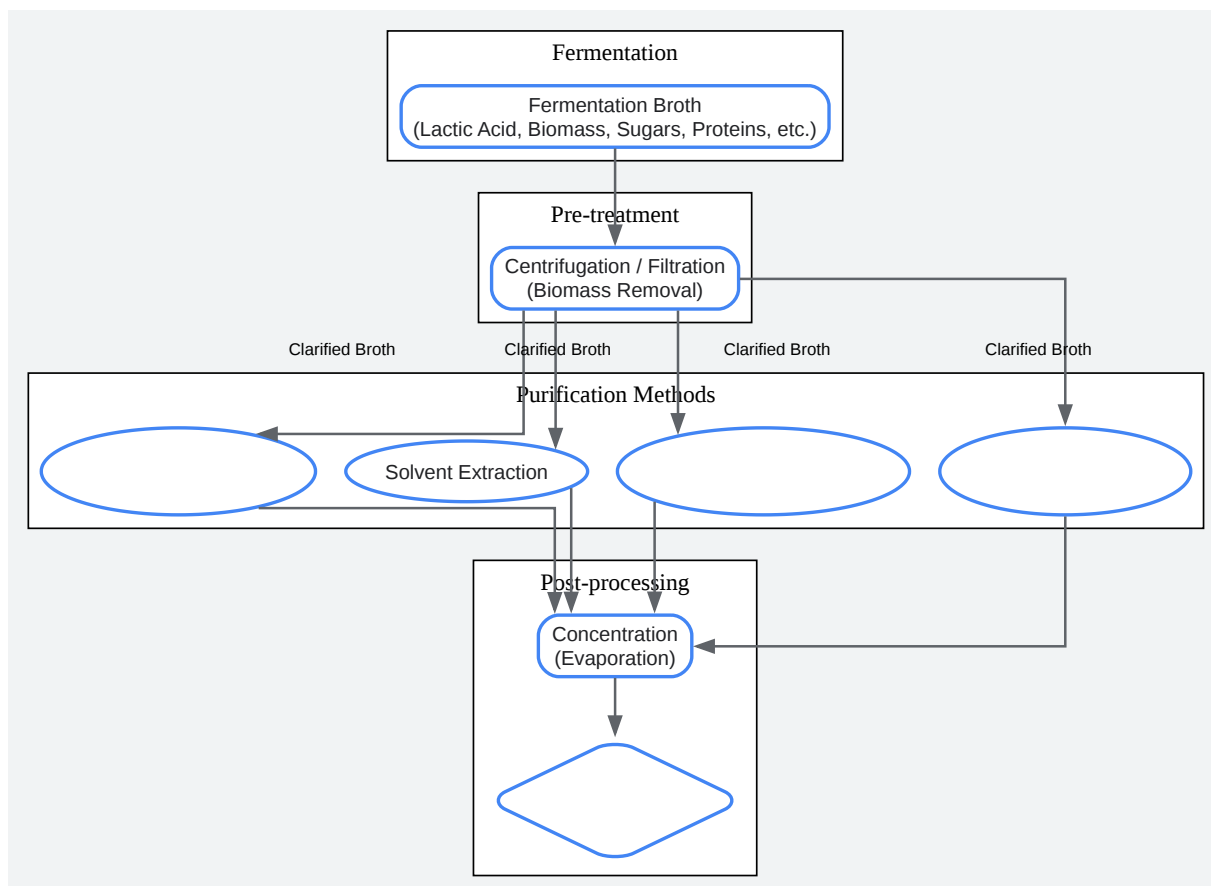 Fermentation
Fermentation Broth
(Lactic Acid, Biomass, Sugars, Proteins, etc.)
Pre-treatment
Centrifugation / Filtration
(Biomass Removal)
Clarified Broth
Clarified Broth
Clarified Broth
Clarified Broth
Purification Methods
Solvent Extraction
Post-processing
Concentration
(Evaporation)